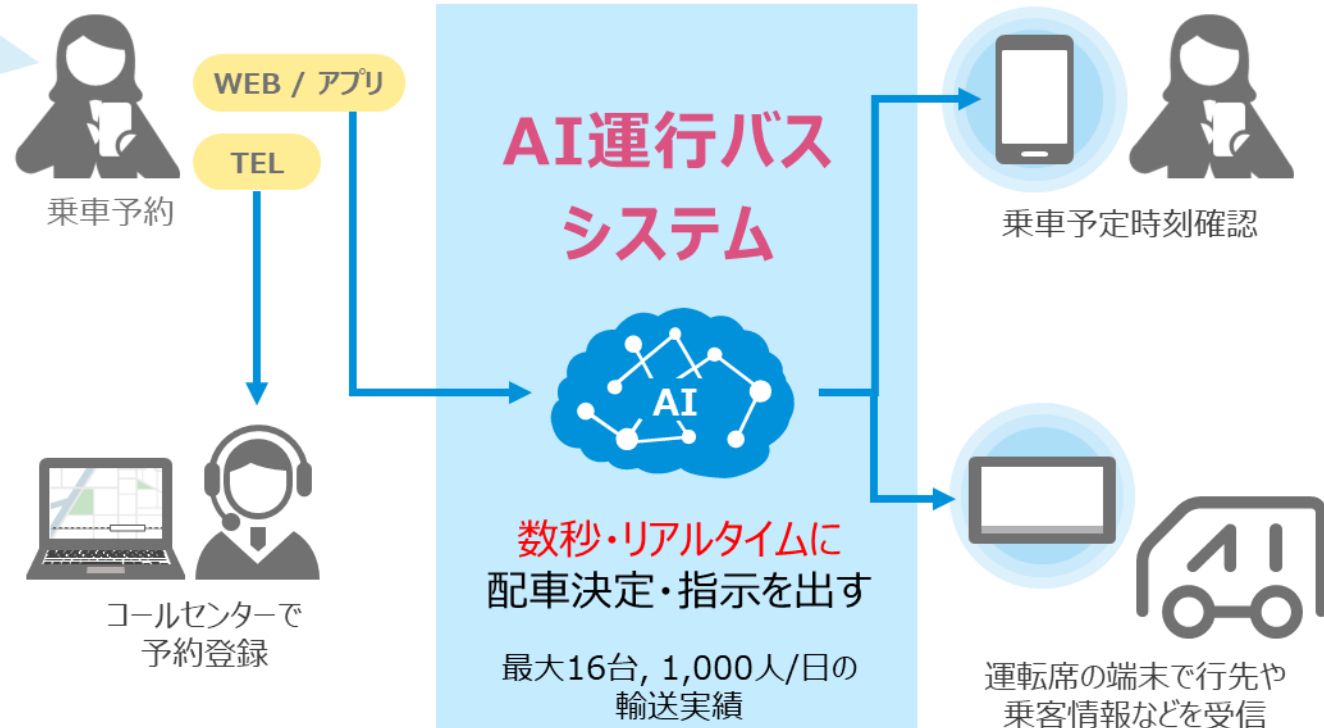 WEB / アプリ
TEL
乗車予約
コールセンターで
予約登録
AI運行バス
システム
AI
数秒・リアルタイムに
配車決定・指示を出す
最大16台, 1,000人/日の
輸送実績
乗車予定時刻確認
運転席の端末で行先や
乗客情報などを受信